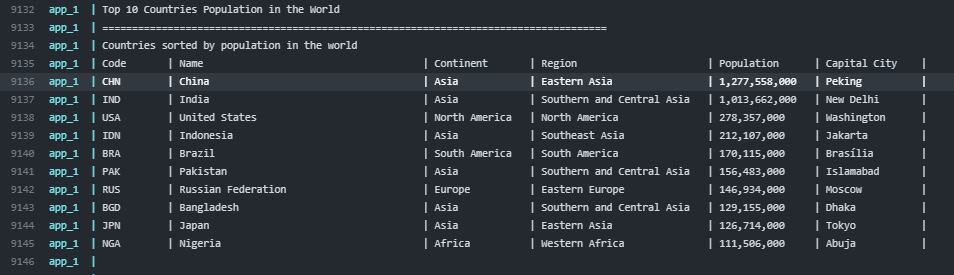 9132 app_1 | Top 10 Countries Population in the World
9133 app_1 | =====================================================================================
9134 app_1 | Countries sorted by population in the world
9135 app_1 | Code | Name | Continent | Region | Population | Capital City |
9136 app_1 | CHN | China | Asia | Eastern Asia | 1,277,558,000 | Peking |
9137 app_1 | IND | India | Asia | Southern and Central Asia | 1,013,662,000 | New Delhi |
9138 app_1 | USA | United States | North America | North America | 278,357,000 | Washington |
9139 app_1 | IDN | Indonesia | Asia | Southeast Asia | 212,107,000 | Jakarta |
9140 app_1 | BRA | Brazil | South America | South America | 170,115,000 | Brasília |
9141 app_1 | PAK | Pakistan | Asia | Southern and Central Asia | 156,483,000 | Islamabad |
9142 app_1 | RUS | Russian Federation | Europe | Eastern Europe | 146,934,000 | Moscow |
9143 app_1 | BGD | Bangladesh | Asia | Southern and Central Asia | 129,155,000 | Dhaka |
9144 app_1 | JPN | Japan | Asia | Eastern Asia | 126,714,000 | Tokyo |
9145 app_1 | NGA | Nigeria | Africa | Western Africa | 111,506,000 | Abuja |
9146 app_1 |